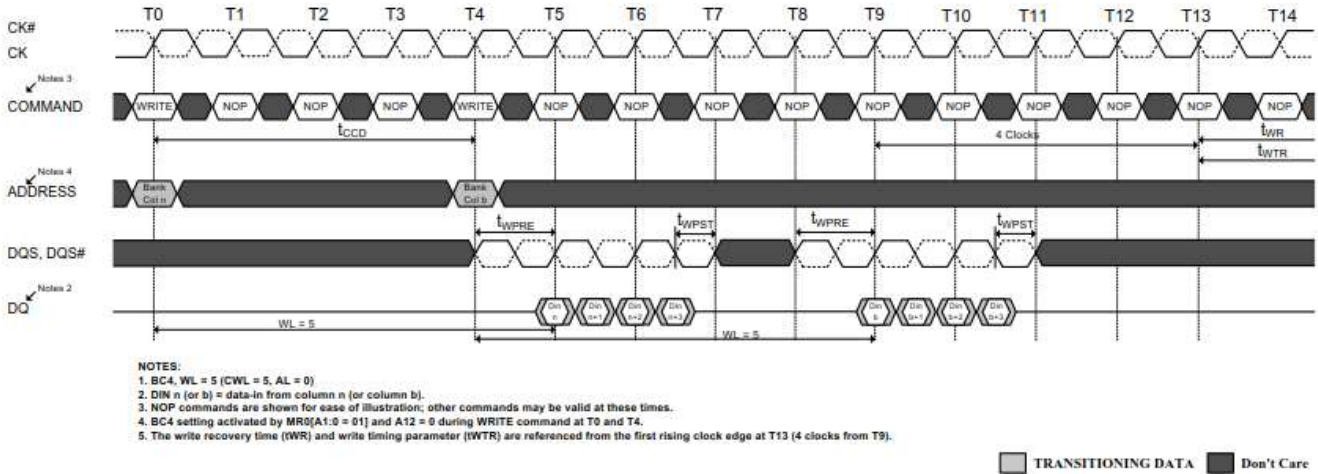 T0 T1 T2 T3 T4 T5 T6 T7 T8 T9 T10 T11 T12 T13 T14
CK#
CK
Notes 3
COMMAND
WRITE NOP NOP NOP WRITE NOP NOP NOP NOP NOP NOP NOP NOP NOP NOP
tCCD
4 Clocks
tWR
tWTR
Notes 4
ADDRESS
Bank Col n
Bank Col b
tWPRE tWPST tWPRE tWPST
DQS, DQS#
Notes 2
DQ
Din n Din n+1 Din n+2 Din n+3 Din b Din b+1 Din b+2 Din b+3
WL = 5
WL = 5
NOTES:
1. BC4, WL = 5 (CWL = 5, AL = 0)
2. DIN n (or b) = data-in from column n (or column b).
3. NOP commands are shown for ease of illustration; other commands may be valid at these times.
4. BC4 setting activated by MR0[A1:0 = 01] and A12 = 0 during WRITE command at T0 and T4.
5. The write recovery time (tWR) and write timing parameter (tWTR) are referenced from the first rising clock edge at T13 (4 clocks from T9).
TRANSITIONING DATA Don't Care